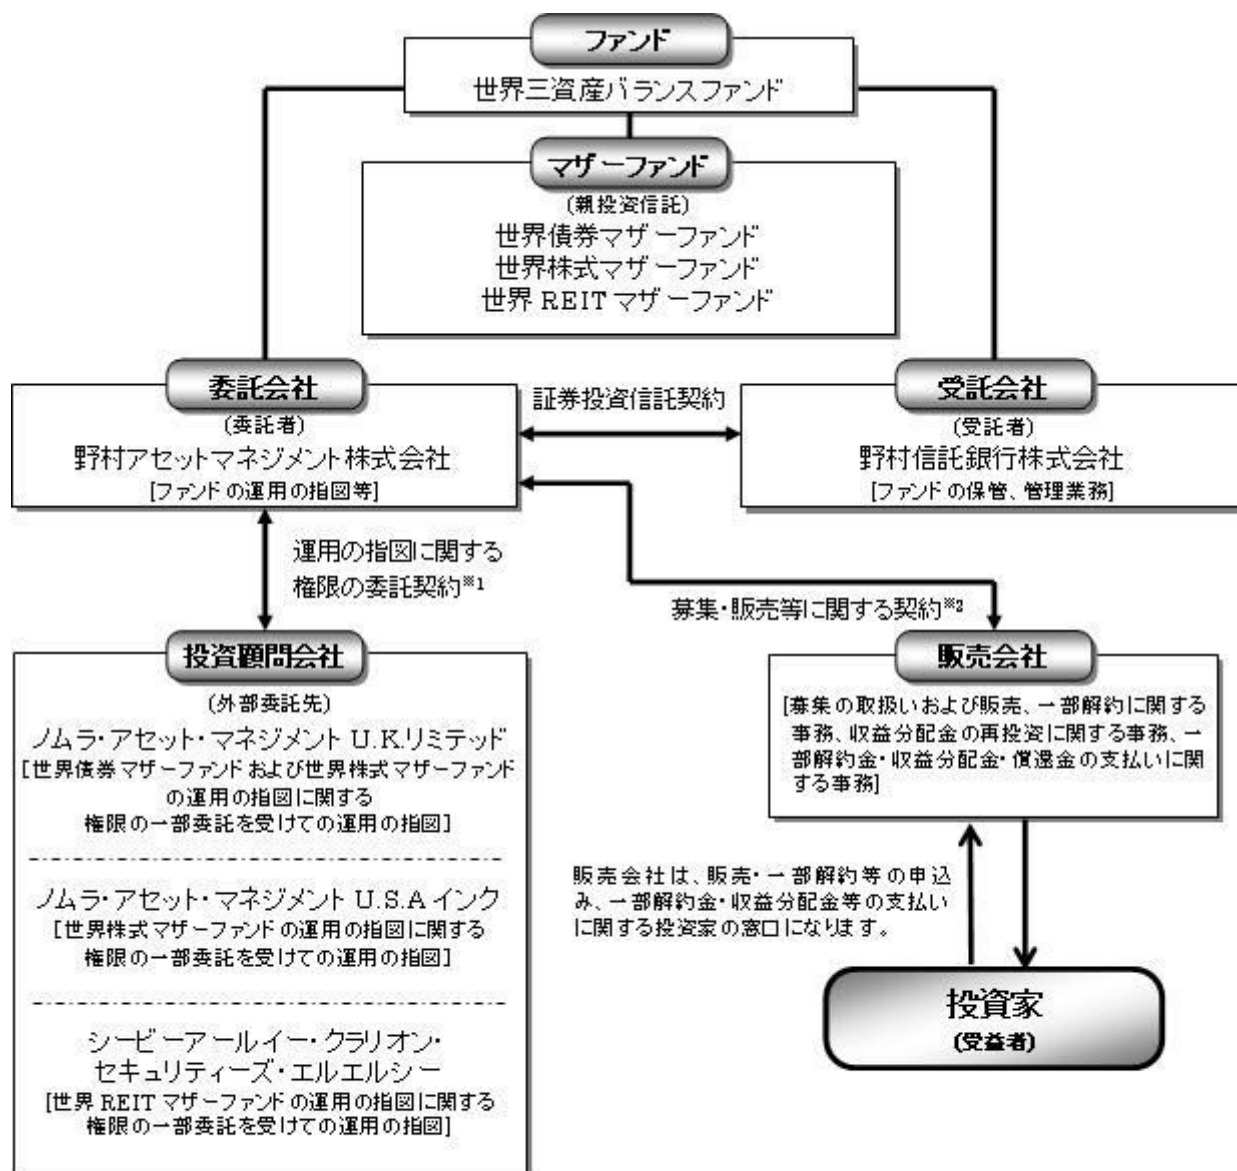 ファンド
世界三資産バランスファンド
マザーファンド
(親投資信託)
世界債券マザーファンド
世界株式マザーファンド
世界 REIT マザーファンド
委託会社
(委託者)
野村アセットマネジメント株式会社
[ファンドの運用の指図等]
証券投資信託契約
受託会社
(受託者)
野村信託銀行株式会社
[ファンドの保管、管理業務]
運用の指図に関する
権限の委託契約※1
募集・販売等に関する契約※2
投資顧問会社
(外部委託先)
ノムラ・アセット・マネジメント U.K.リミテッド
[世界債券マザーファンドおよび世界株式マザーファンド
の運用の指図に関する
権限の一部委託を受けての運用の指図]
ノムラ・アセット・マネジメント U.S.A インク
[世界株式マザーファンドの運用の指図に関する
権限の一部委託を受けての運用の指図]
シービーアールイー・クラリオン・
セキュリティーズ・エルエルシー
[世界 REIT マザーファンドの運用の指図に関する
権限の一部委託を受けての運用の指図]
販売会社
[募集の取扱いおよび販売、一部解約に関する
事務、収益分配金の再投資に関する事務、一
部解約金・収益分配金・償還金の支払いに関
する事務]
販売会社は、販売・一部解約等の申込
み、一部解約金・収益分配金等の支払い
に関する投資家の窓口になります。
投資家
(受益者)